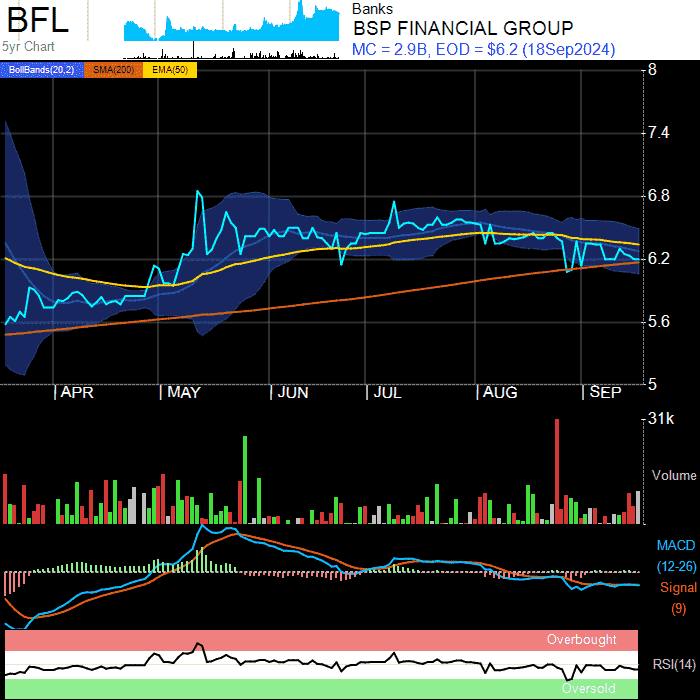 BFL
5yr Chart
Banks
BSP FINANCIAL GROUP
MC = 2.9B, EOD = $6.2 (18Sep2024)
BollBands(20,2) SMA(200) EMA(50)
8
7.4
6.8
6.2
5.6
5
APR MAY JUN JUL AUG SEP
31k
Volume
MACD
(12-26)
Signal
(9)
Overbought
RSI(14)
Oversold